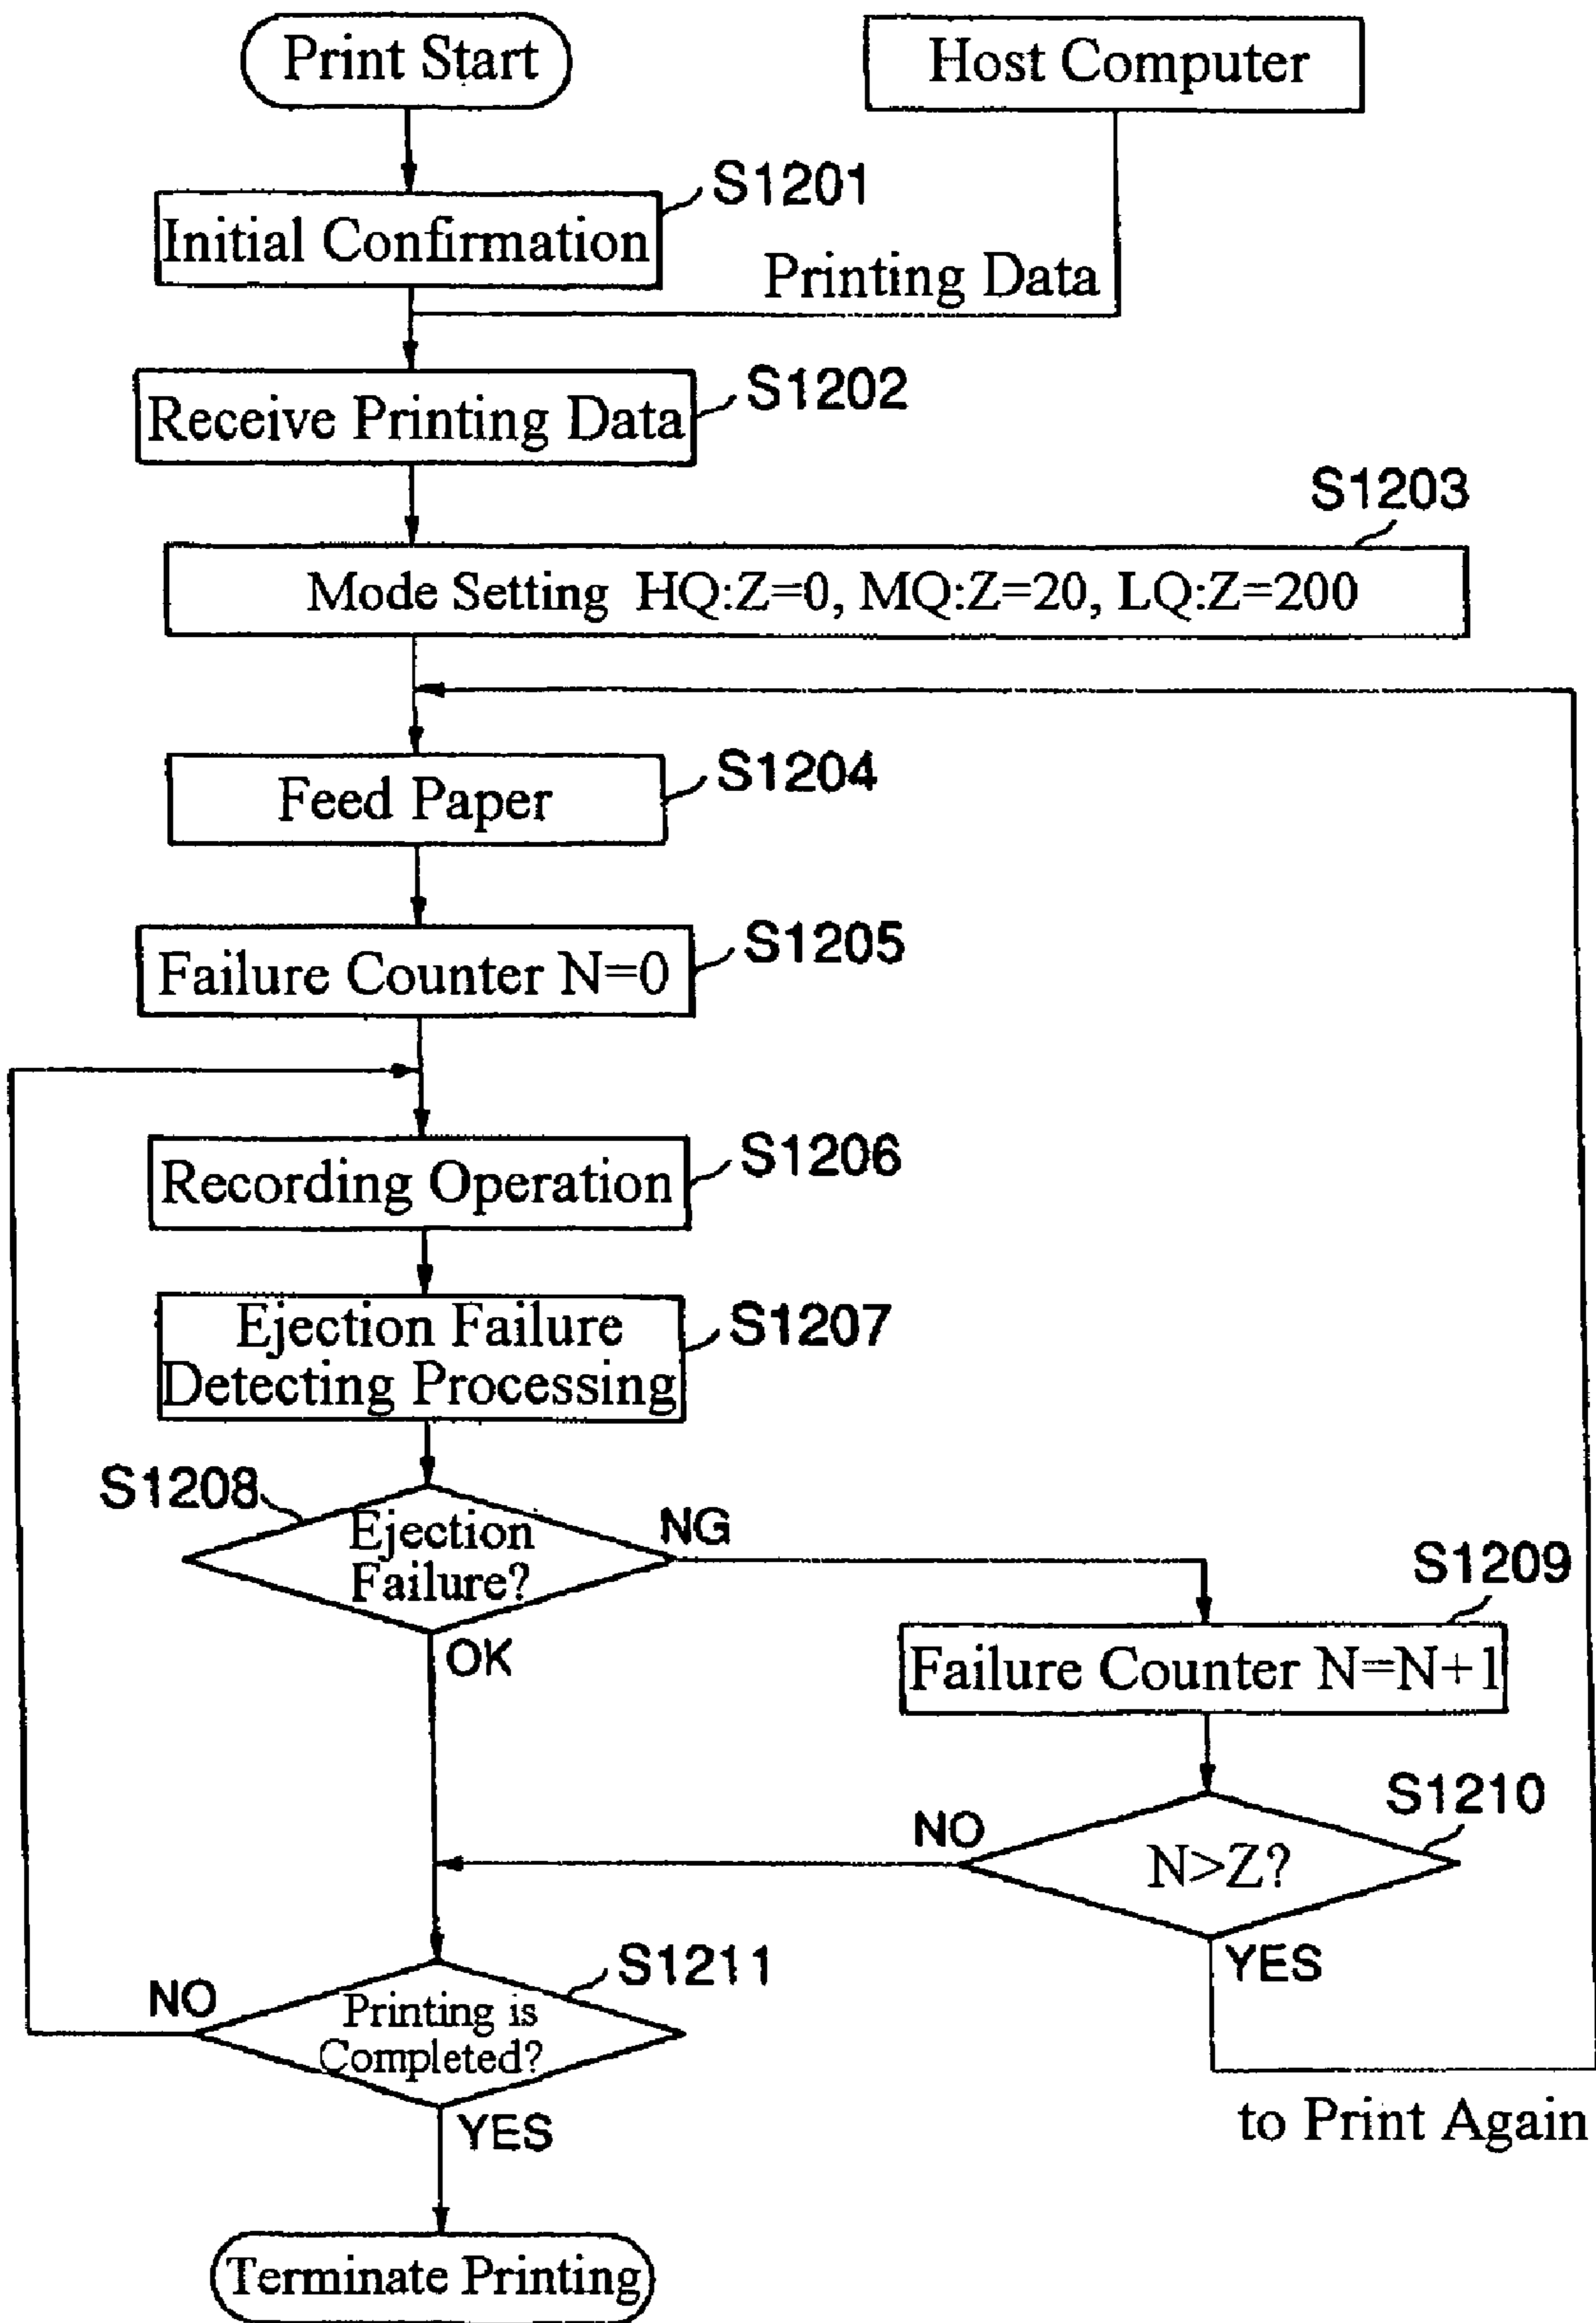 Print Start
Host Computer
S1201
Initial Confirmation
Printing Data
S1202
Receive Printing Data
S1203
Mode Setting HQ:Z=0, MQ:Z=20, LQ:Z=200
S1204
Feed Paper
S1205
Failure Counter N=0
S1206
Recording Operation
S1207
Ejection Failure
Detecting Processing
S1208
Ejection
Failure?
NG
OK
S1209
Failure Counter N=N+1
S1210
N>Z?
NO
YES
to Print Again
S1211
Printing is
Completed?
NO
YES
Terminate Printing